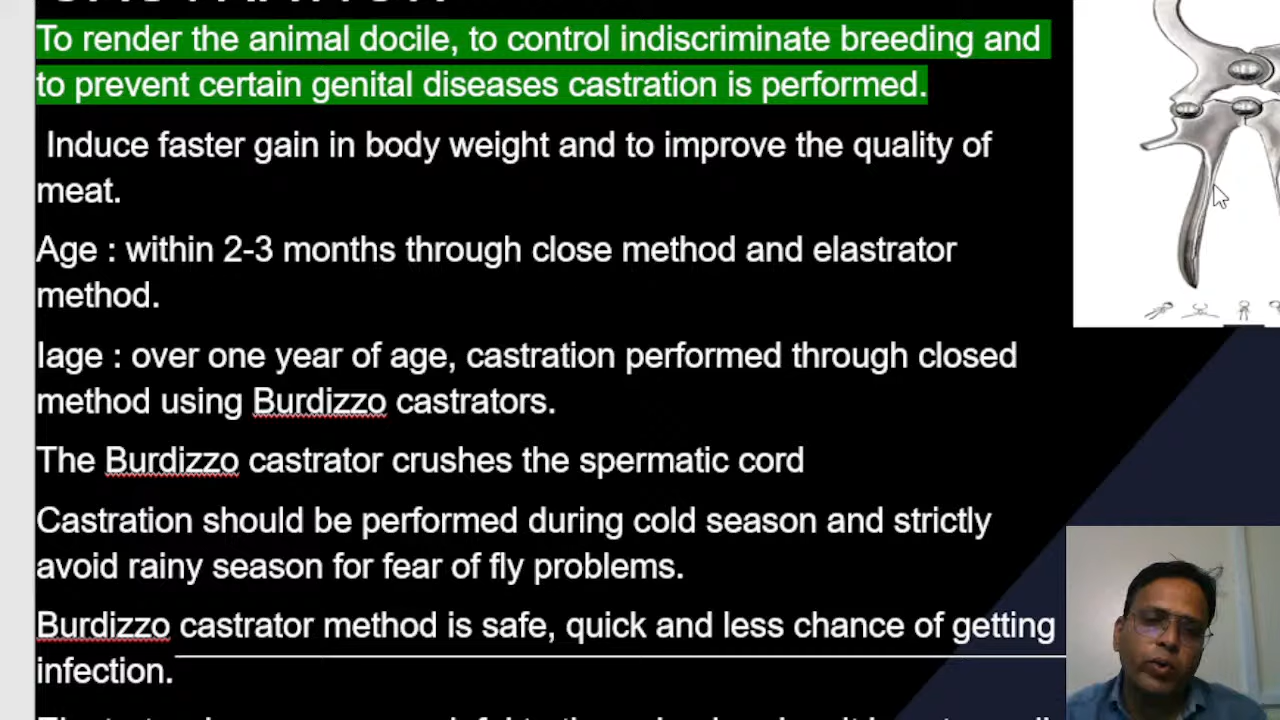 To render the animal docile, to control indiscriminate breeding and
to prevent certain genital diseases castration is performed.
Induce faster gain in body weight and to improve the quality of
meat.
Age : within 2-3 months through close method and elastrator
method.
Iage : over one year of age, castration performed through closed
method using Burdizzo castrators.
The Burdizzo castrator crushes the spermatic cord
Castration should be performed during cold season and strictly
avoid rainy season for fear of fly problems.
Burdizzo castrator method is safe, quick and less chance of getting
infection.